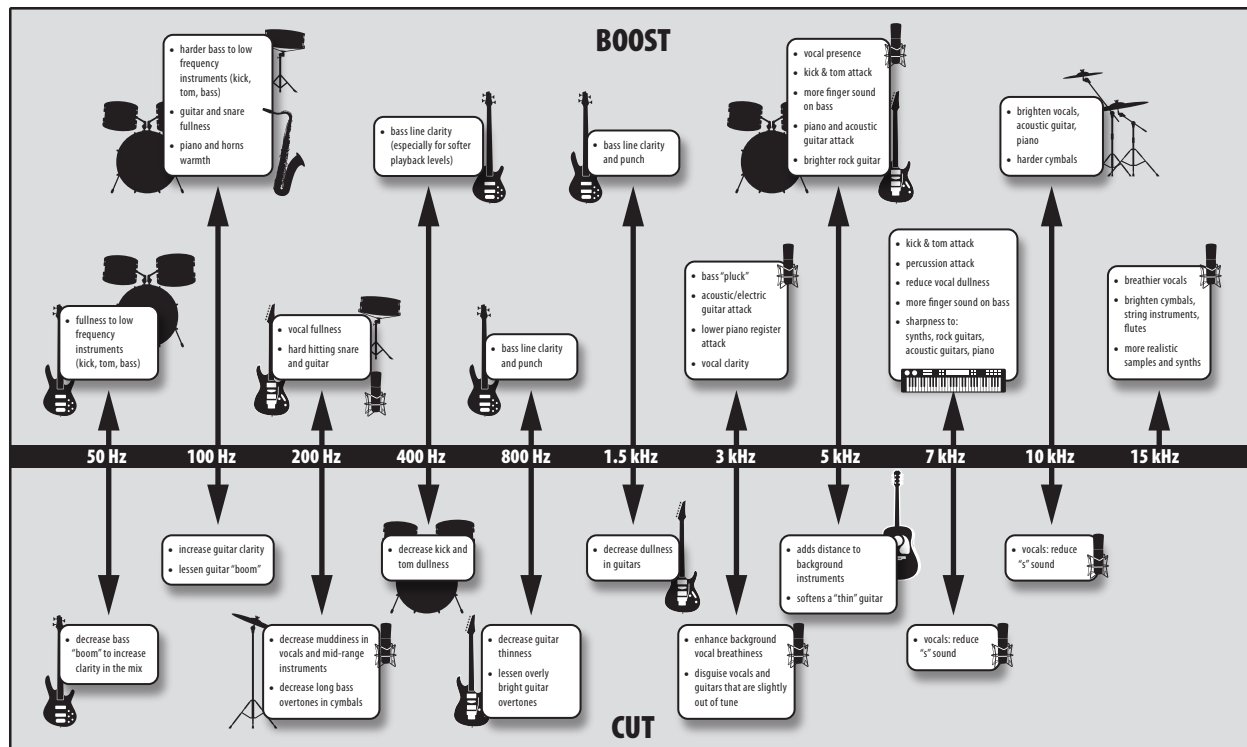 BOOST
• harder bass to low
frequency
instruments (kick,
tom, bass)
• guitar and snare
fullness
• piano and horns
warmth
• bass line clarity
(especially for softer
playback levels)
• bass line clarity
and punch
• vocal presence
• kick & tom attack
• more finger sound
on bass
• piano and acoustic
guitar attack
• brighter rock guitar
• brighten vocals,
acoustic guitar,
piano
• harder cymbals
• fullness to low
frequency
instruments
(kick, tom, bass)
• vocal fullness
• hard hitting snare
and guitar
• bass line clarity
and punch
• bass “pluck”
• acoustic/electric
guitar attack
• lower piano register
attack
• vocal clarity
• kick & tom attack
• percussion attack
• reduce vocal dullness
• more finger sound on bass
• sharpness to:
synths, rock guitars,
acoustic guitars, piano
• breathier vocals
• brighten cymbals,
string instruments,
flutes
• more realistic
samples and synths
50 Hz 100 Hz 200 Hz 400 Hz 800 Hz 1.5 kHz 3 kHz 5 kHz 7 kHz 10 kHz 15 kHz
• increase guitar clarity
• lessen guitar “boom”
• decrease kick and
tom dullness
• decrease dullness
in guitars
• adds distance to
background
instruments
• softens a “thin” guitar
• vocals: reduce
“s” sound
• decrease bass
“boom” to increase
clarity in the mix
• decrease muddiness in
vocals and mid-range
instruments
• decrease long bass
overtones in cymbals
• decrease guitar
thinness
• lessen overly
bright guitar
overtones
• enhance background
vocal breathiness
• disguise vocals and
guitars that are slightly
out of tune
• vocals: reduce
“s” sound
CUT